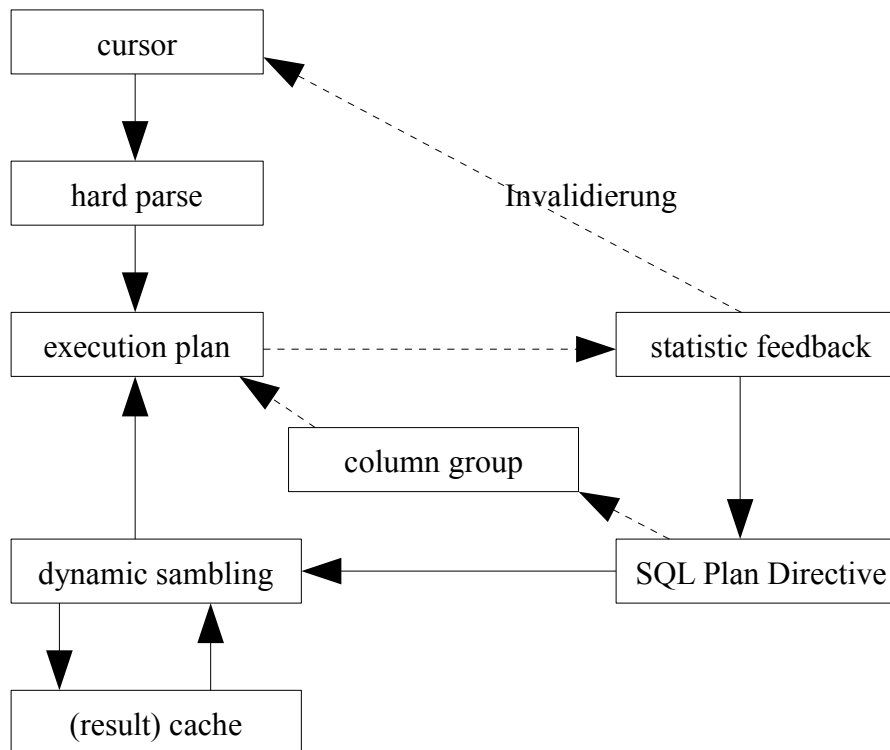 cursor
hard parse
Invalidierung
execution plan
statistic feedback
column group
dynamic sambling
SQL Plan Directive
(result) cache